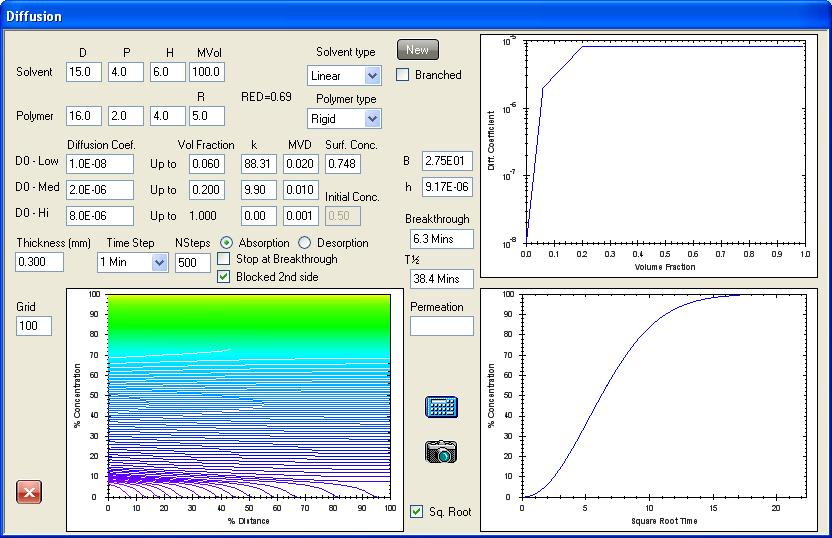 Diffusion
D P H MVol Solvent type New
Solvent 15.0 4.0 6.0 100.0 Linear Branched
R RED=0.69 Polymer type
Polymer 16.0 2.0 4.0 5.0 Rigid
Diffusion Coef. Vol Fraction k MVD Surf. Conc.
D0 - Low 1.0E-08 Up to 0.060 88.31 0.020 0.748 B 2.75E01
D0 - Med 2.0E-06 Up to 0.200 9.90 0.010 Initial Conc. h 9.17E-06
D0 - Hi 8.0E-06 Up to 1.000 0.00 0.001 0.50
Thickness (mm) Time Step NSteps Absorption Desorption Breakthrough
0.300 1 Min 500 Stop at Breakthrough 6.3 Mins
Blocked 2nd side T½
38.4 Mins
Grid Permeation
100
Sq. Root
Diff. Coefficient
10-5
10-6
10-7
10-8
0.0 0.1 0.2 0.3 0.4 0.5 0.6 0.7 0.8 0.9 1.0
Volume Fraction
% Concentration
100
90
80
70
60
50
40
30
20
10
0
0 10 20 30 40 50 60 70 80 90 100
% Distance
% Concentration
100
90
80
70
60
50
40
30
20
10
0
0 5 10 15 20
Square Root Time